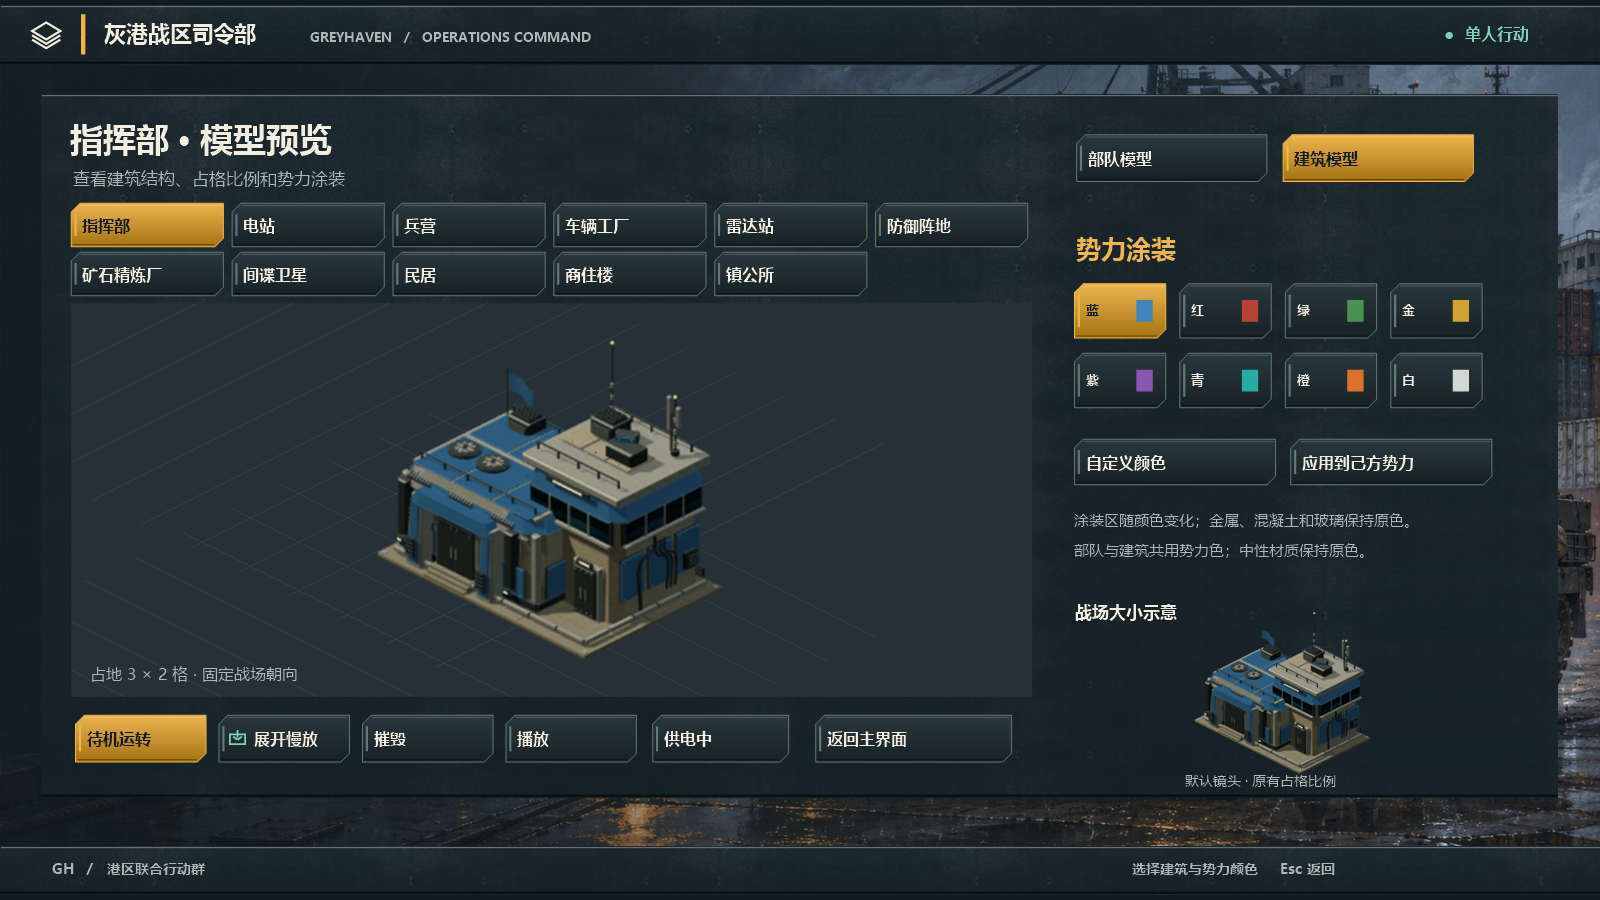 灰港战区司令部
GREYHAVEN / OPERATIONS COMMAND
单人行动
指挥部 · 模型预览
查看建筑结构、占格比例和势力涂装
部队模型
建筑模型
指挥部
电站
兵营
车辆工厂
雷达站
防御阵地
矿石精炼厂
间谍卫星
民居
商住楼
镇公所
势力涂装
蓝
红
绿
金
紫
青
橙
白
自定义颜色
应用到己方势力
涂装区随颜色变化；金属、混凝土和玻璃保持原色。
部队与建筑共用势力色；中性材质保持原色。
战场大小示意
默认镜头 · 原有占格比例
占地 3 × 2 格 · 固定战场朝向
待机运转
展开慢放
摧毁
播放
供电中
返回主界面
GH / 港区联合行动群
选择建筑与势力颜色
Esc 返回